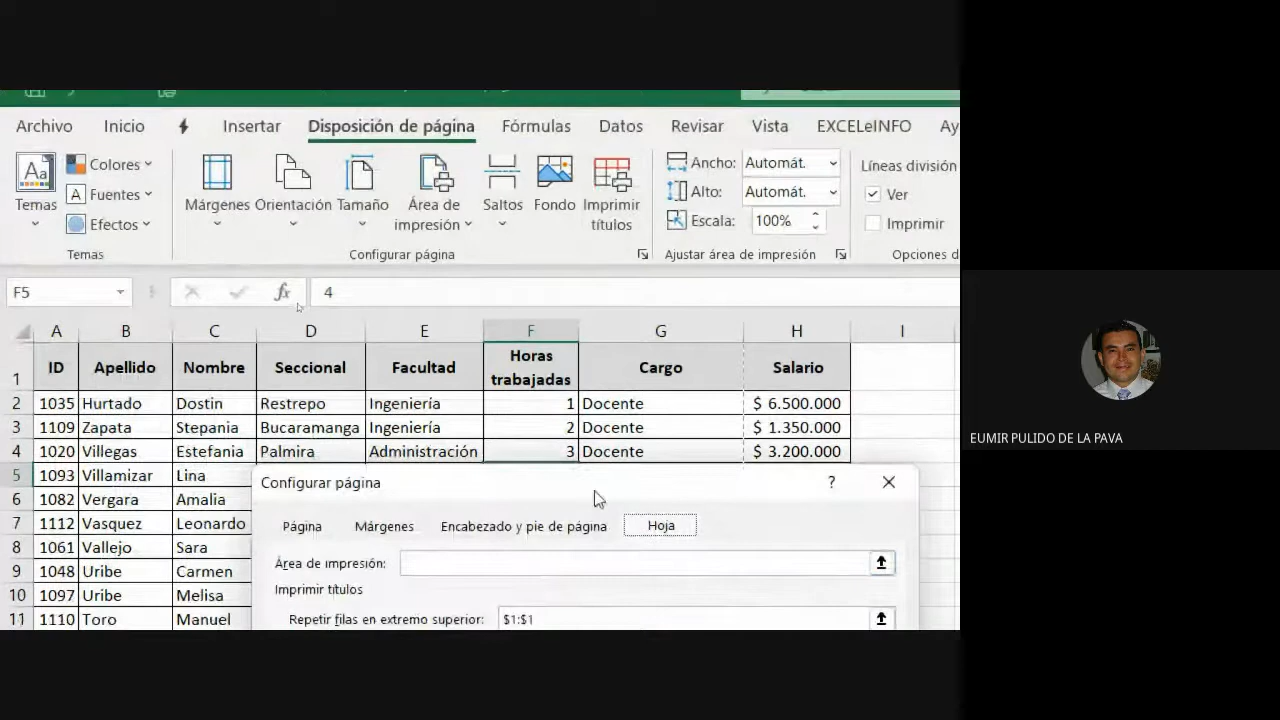 Archivo Inicio Insertar Disposición de página Fórmulas Datos Revisar Vista EXCELeINFO Ay
Colores Ancho: Automát. Líneas división
Fuentes Alto: Automát. Ver
Temas Efectos Márgenes Orientación Tamaño Área de impresión Saltos Fondo Imprimir títulos Escala: 100% Imprimir
Temas Configurar página Ajustar área de impresión Opciones d
F5 fx 4
A B C D E F G H I
1 ID Apellido Nombre Seccional Facultad Horas trabajadas Cargo Salario
2 1035 Hurtado Dostin Restrepo Ingeniería 1 Docente $ 6.500.000
3 1109 Zapata Stepania Bucaramanga Ingeniería 2 Docente $ 1.350.000
4 1020 Villegas Estefania Palmira Administración 3 Docente $ 3.200.000
5 1093 Villamizar Lina
6 1082 Vergara Amalia
7 1112 Vasquez Leonardo
8 1061 Vallejo Sara
9 1048 Uribe Carmen
10 1097 Uribe Melisa
11 1110 Toro Manuel
Configurar página ?
Página Márgenes Encabezado y pie de página Hoja
Área de impresión:
Imprimir títulos
Repetir filas en extremo superior: $1:$1
EUMIR PULIDO DE LA PAVA